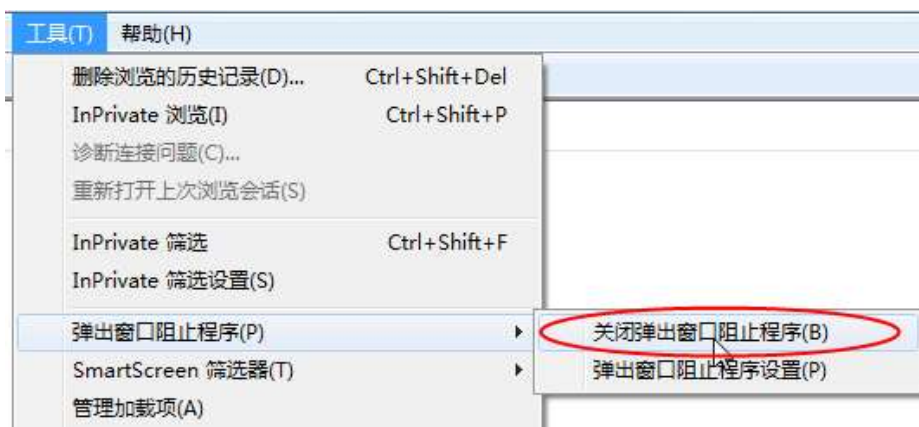 工具(T) 帮助(H)
删除浏览的历史记录(D)... Ctrl+Shift+Del
InPrivate 浏览(I) Ctrl+Shift+P
诊断连接问题(C)...
重新打开上次浏览会话(S)
InPrivate 筛选 Ctrl+Shift+F
InPrivate 筛选设置(S)
弹出窗口阻止程序(P) 关闭弹出窗口阻止程序(B)
SmartScreen 筛选器(T) 弹出窗口阻止程序设置(P)
管理加载项(A)